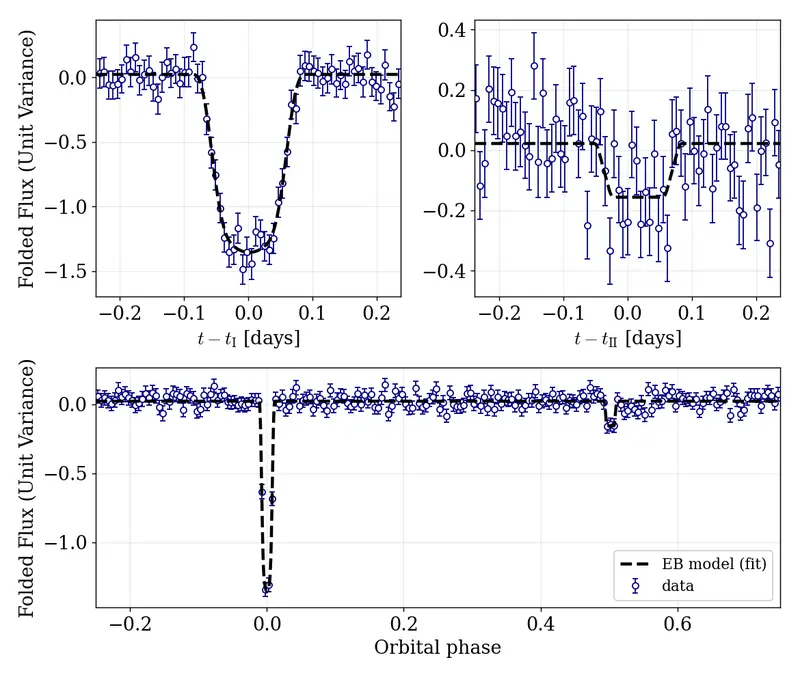 Folded Flux (Unit Variance)
0.0
−0.5
−1.0
−1.5
−0.2 −0.1 0.0 0.1 0.2
t − tI [days]
0.4
0.2
0.0
−0.2
−0.4
−0.2 −0.1 0.0 0.1 0.2
t − tII [days]
Folded Flux (Unit Variance)
0.0
−0.5
−1.0
EB model (fit)
data
−0.2 0.0 0.2 0.4 0.6
Orbital phase